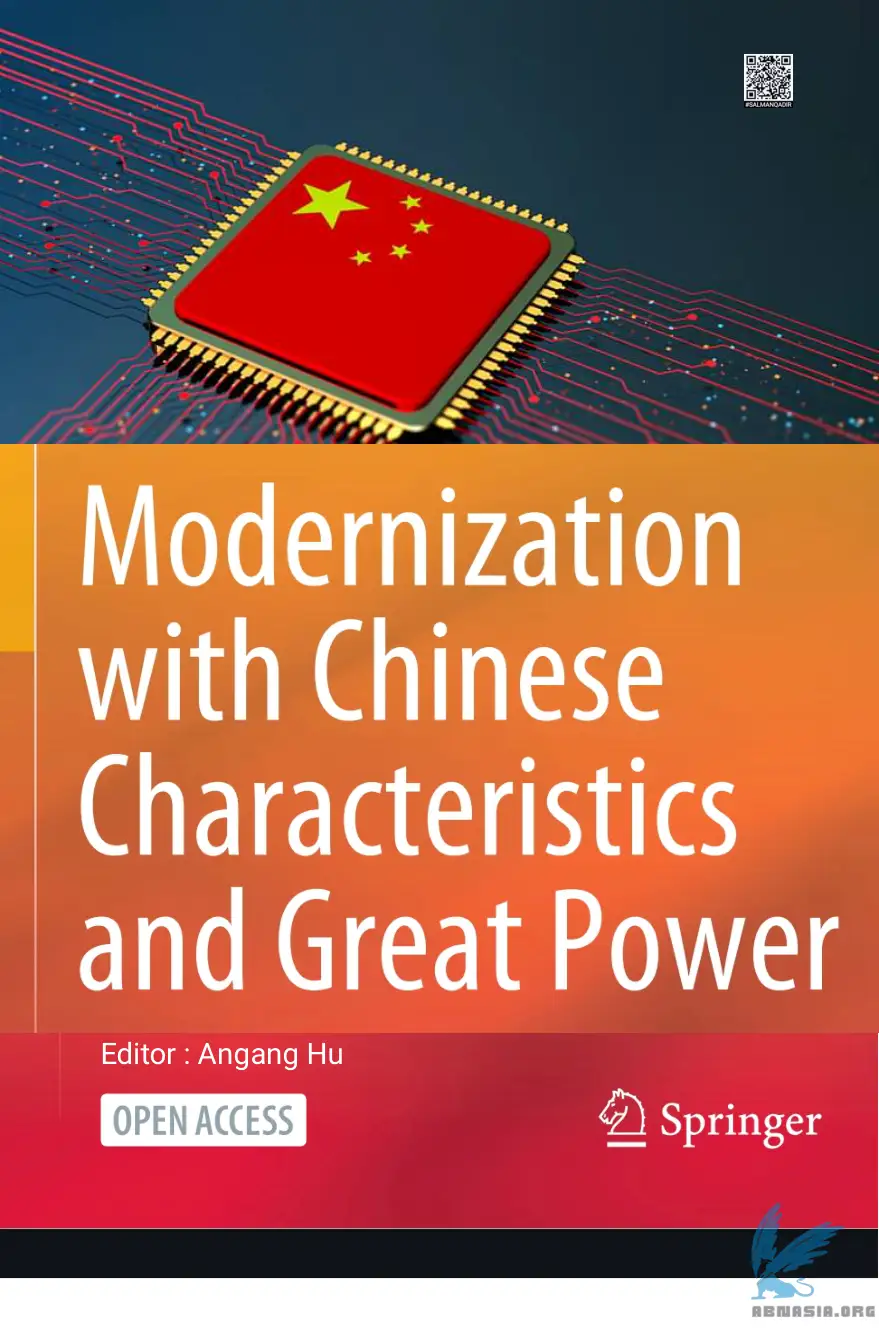 #SALMANQADIR
Modernization
with Chinese
Characteristics
and Great Power
Editor : Angang Hu
OPEN ACCESS
Springer
ABNASIA.ORG